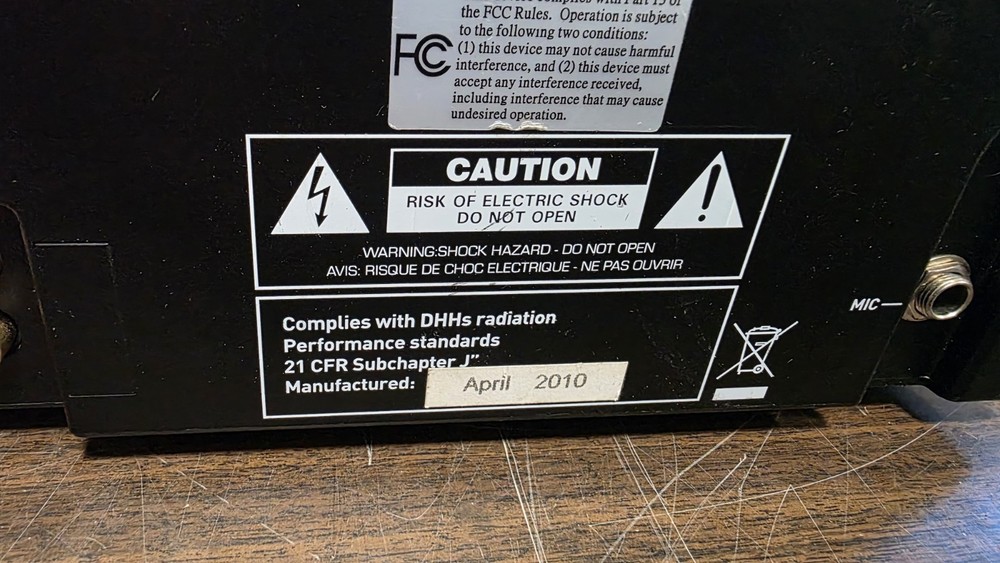 the FCC Rules. Operation is subject
to the following two conditions:
FC
(1) this device may not cause harmful
interference, and (2) this device must
accept any interference received,
including interference that may cause
undesired operation.
CAUTION
RISK OF ELECTRIC SHOCK
DO NOT OPEN
WARNING:SHOCK HAZARD - DO NOT OPEN
AVIS: RISQUE DE CHOC ELECTRIQUE - NE PAS OUVRIR
MIC
Complies with DHHs radiation
Performance standards
21 CFR Subchapter J”
Manufactured: April 2010